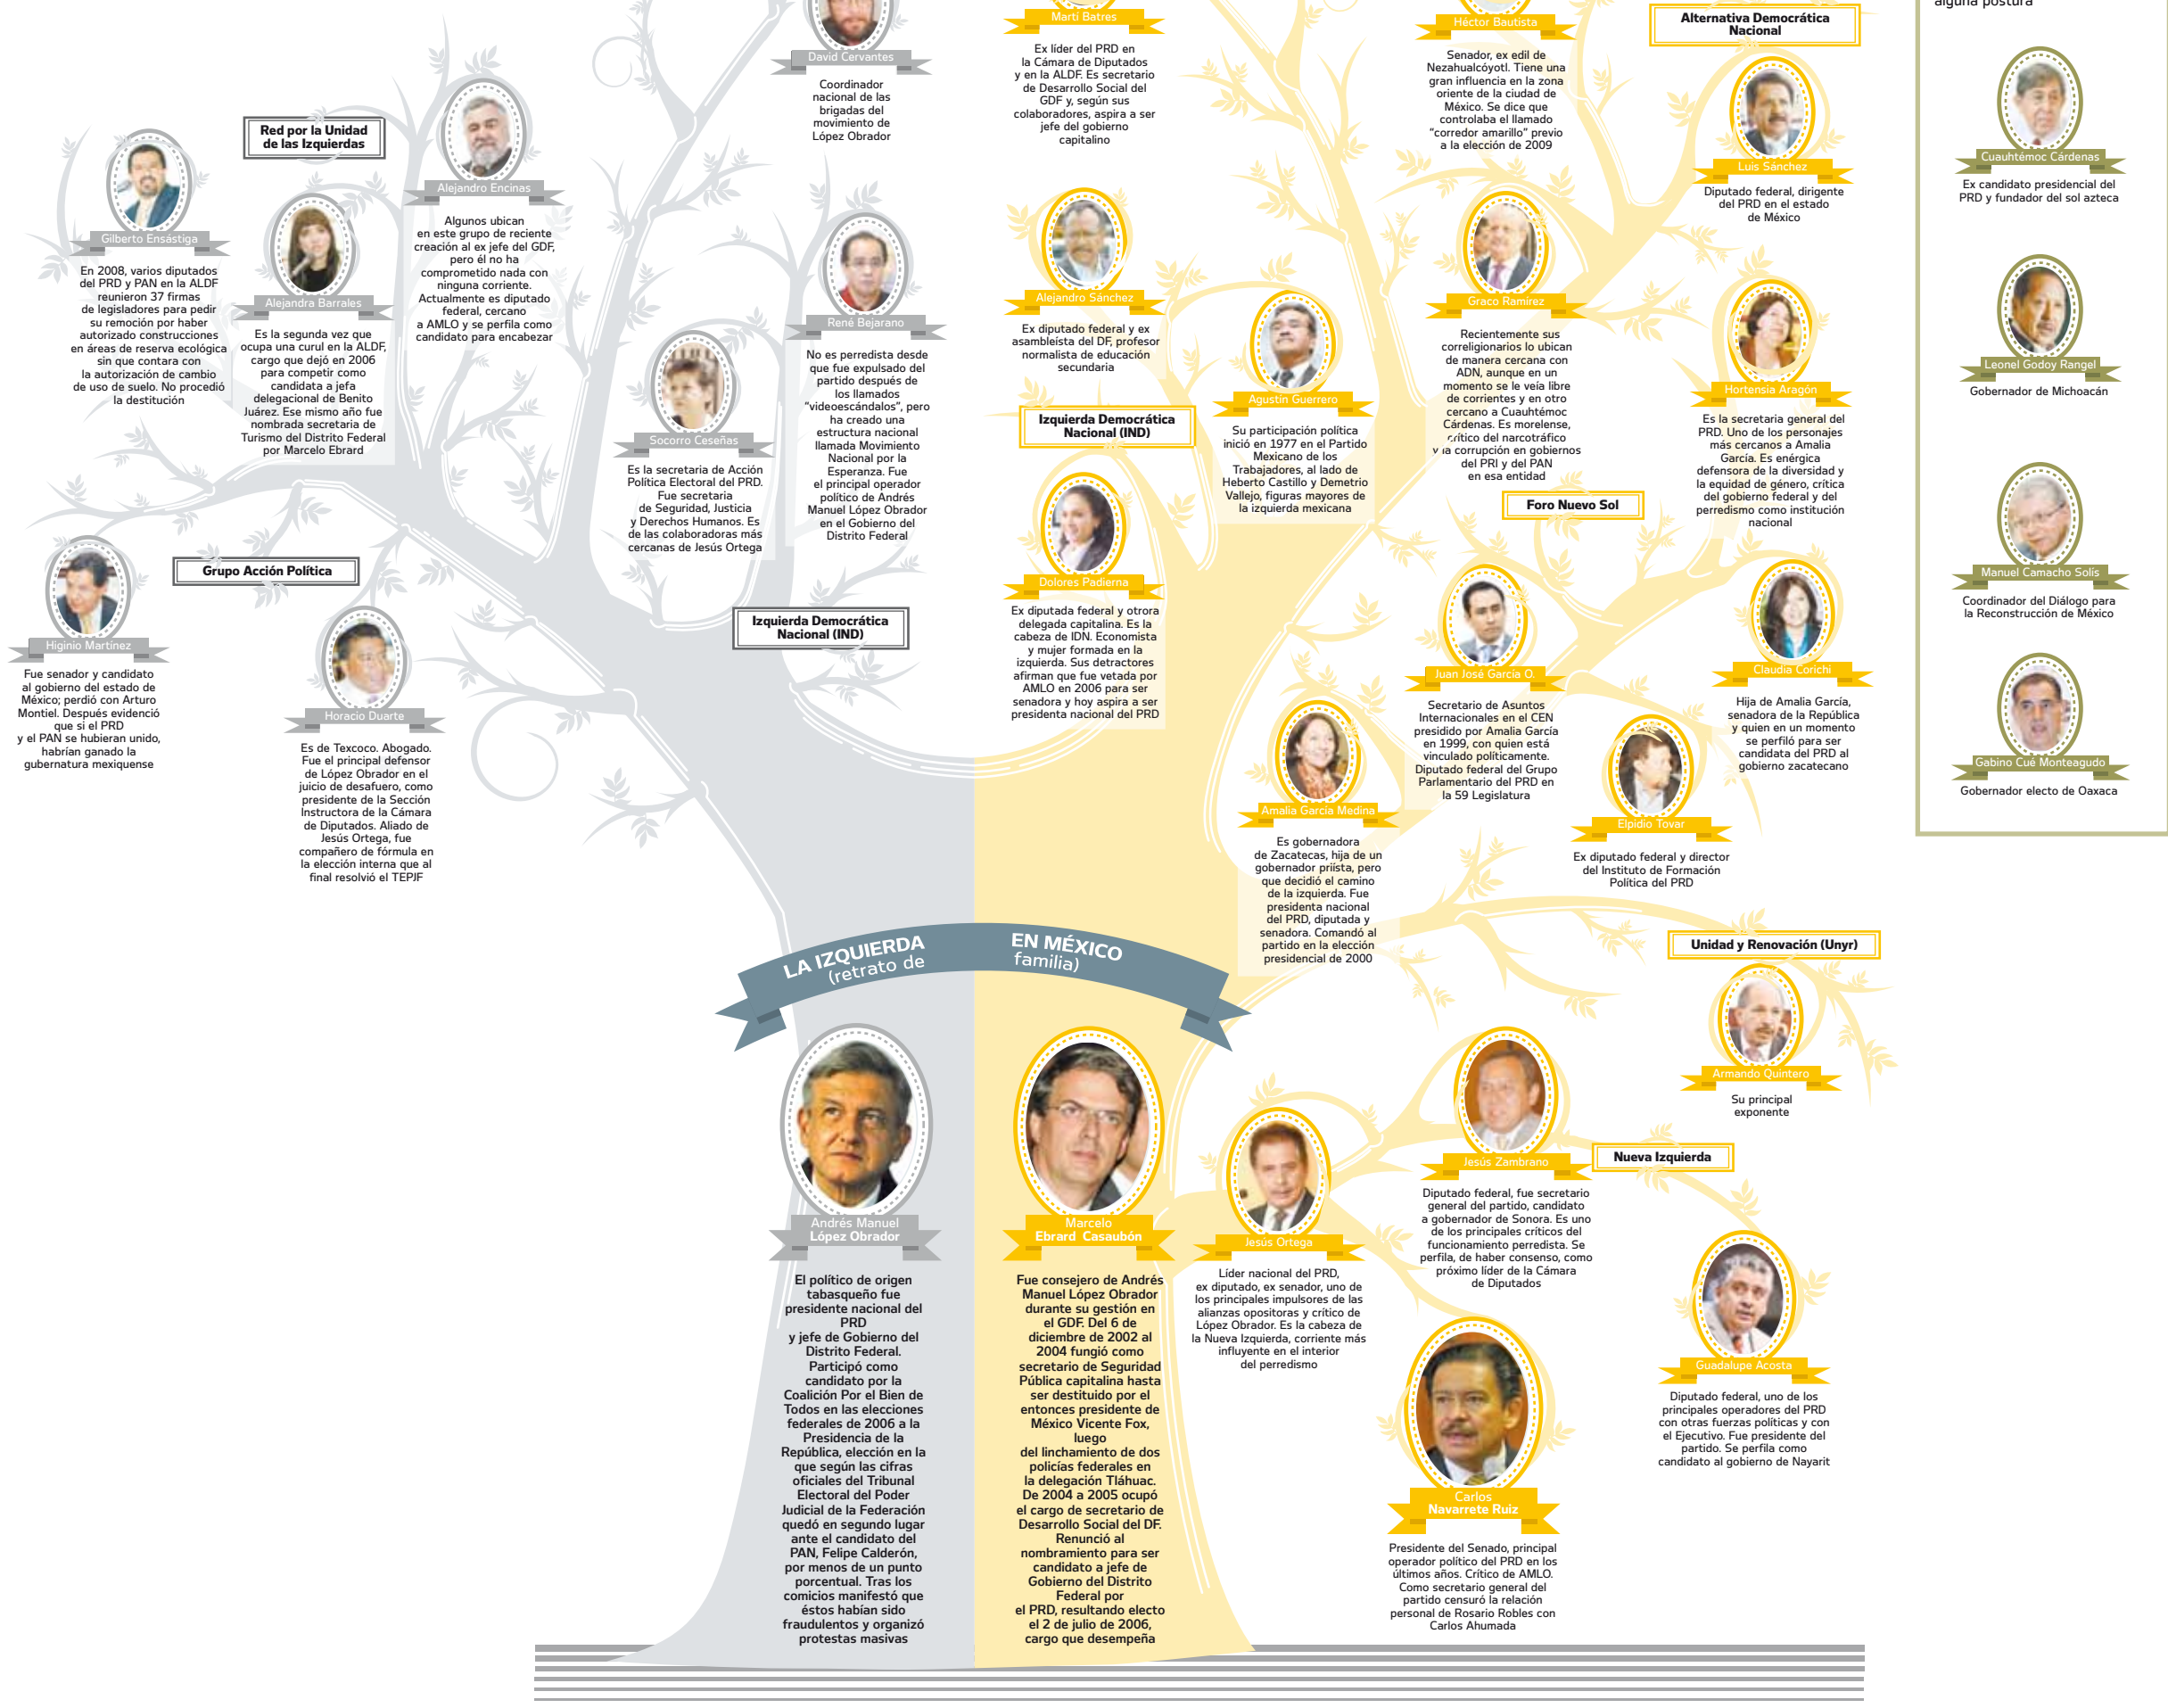 alguna postura
David Cervantes
Coordinador
nacional de las
brigadas del
movimiento de
López Obrador
Martí Batres
Ex líder del PRD en
la Cámara de Diputados
y en la ALDF. Es secretario
de Desarrollo Social del
GDF y, según sus
colaboradores, aspira a ser
jefe del gobierno
capitalino
Héctor Bautista
Senador, ex edil de
Nezahualcóyotl. Tiene una
gran influencia en la zona
oriente de la ciudad de
México. Se dice que
controlaba el llamado
“corredor amarillo” previo
a la elección de 2009
Alternativa Democrática
Nacional
Luis Sánchez
Diputado federal, dirigente
del PRD en el estado
de México
Cuauhtémoc Cárdenas
Ex candidato presidencial del
PRD y fundador del sol azteca
Leonel Godoy Rangel
Gobernador de Michoacán
Manuel Camacho Solís
Coordinador del Diálogo para
la Reconstrucción de México
Gabino Cué Monteagudo
Gobernador electo de Oaxaca
Red por la Unidad
de las Izquierdas
Gilberto Ensástiga
En 2008, varios diputados
del PRD y PAN en la ALDF
reunieron 37 firmas
de legisladores para pedir
su remoción por haber
autorizado construcciones
en áreas de reserva ecológica
sin que contara con
la autorización de cambio
de uso de suelo. No procedió
la destitución
Alejandra Barrales
Es la segunda vez que
ocupa una curul en la ALDF,
cargo que dejó en 2006
para competir como
candidata a jefa
delegacional de Benito
Juárez. Ese mismo año fue
nombrada secretaria de
Turismo del Distrito Federal
por Marcelo Ebrard
Alejandro Encinas
Algunos ubican
en este grupo de reciente
creación al ex jefe del GDF,
pero él no ha
comprometido nada con
ninguna corriente.
Actualmente es diputado
federal, cercano
a AMLO y se perfila como
candidato para encabezar
Socorro Ceseñas
Es la secretaria de Acción
Política Electoral del PRD.
Fue secretaria
de Seguridad, Justicia
y Derechos Humanos. Es
de las colaboradoras más
cercanas de Jesús Ortega
René Bejarano
No es perredista desde
que fue expulsado del
partido después de
los llamados
“videoescándalos”, pero
ha creado una
estructura nacional
llamada Movimiento
Nacional por la
Esperanza. Fue
el principal operador
político de Andrés
Manuel López Obrador
en el Gobierno del
Distrito Federal
Izquierda Democrática
Nacional (IND)
Grupo Acción Política
Higinio Martínez
Fue senador y candidato
al gobierno del estado de
México; perdió con Arturo
Montiel. Después evidenció
que si el PRD
y el PAN se hubieran unido,
habrían ganado la
gubernatura mexiquense
Horacio Duarte
Es de Texcoco. Abogado.
Fue el principal defensor
de López Obrador en el
juicio de desafuero, como
presidente de la Sección
Instructora de la Cámara
de Diputados. Aliado de
Jesús Ortega, fue
compañero de fórmula en
la elección interna que al
final resolvió el TEPJF
Alejandro Sánchez
Ex diputado federal y ex
asambleísta del DF, profesor
normalista de educación
secundaria
Izquierda Democrática
Nacional (IND)
Agustín Guerrero
Su participación política
inició en 1977 en el Partido
Mexicano de los
Trabajadores, al lado de
Heberto Castillo y Demetrio
Vallejo, figuras mayores de
la izquierda mexicana
Dolores Padierna
Ex diputada federal y otrora
delegada capitalina. Es la
cabeza de IDN. Economista
y mujer formada en la
izquierda. Sus detractores
afirman que fue vetada por
AMLO en 2006 para ser
senadora y hoy aspira a ser
presidenta nacional del PRD
Graco Ramírez
Recientemente sus
correligionarios lo ubican
de manera cercana con
ADN, aunque en un
momento se le veía libre
de corrientes y en otro
cercano a Cuauhtémoc
Cárdenas. Es morelense,
crítico del narcotráfico
y la corrupción en gobiernos
del PRI y del PAN
en esa entidad
Foro Nuevo Sol
Hortensia Aragón
Es la secretaria general del
PRD. Uno de los personajes
más cercanos a Amalia
García. Es enérgica
defensora de la diversidad y
la equidad de género, crítica
del gobierno federal y del
perredismo como institución
nacional
Juan José García O.
Secretario de Asuntos
Internacionales en el CEN
presidido por Amalia García
en 1999, con quien está
vinculado políticamente.
Diputado federal del Grupo
Parlamentario del PRD en
la 59 Legislatura
Claudia Corichi
Hija de Amalia García,
senadora de la República
y quien en un momento
se perfiló para ser
candidata del PRD al
gobierno zacatecano
Amalia García Medina
Es gobernadora
de Zacatecas, hija de un
gobernador priísta, pero
que decidió el camino
de la izquierda. Fue
presidenta nacional
del PRD, diputada y
senadora. Comandó al
partido en la elección
presidencial de 2000
Elpidio Tovar
Ex diputado federal y director
del Instituto de Formación
Política del PRD
Unidad y Renovación (Unyr)
Armando Quintero
Su principal
exponente
LA IZQUIERDA EN MÉXICO
(retrato de familia)
Andrés Manuel
López Obrador
El político de origen
tabasqueño fue
presidente nacional del
PRD
y jefe de Gobierno del
Distrito Federal.
Participó como
candidato por la
Coalición Por el Bien de
Todos en las elecciones
federales de 2006 a la
Presidencia de la
República, elección en la
que según las cifras
oficiales del Tribunal
Electoral del Poder
Judicial de la Federación
quedó en segundo lugar
ante el candidato del
PAN, Felipe Calderón,
por menos de un punto
porcentual. Tras los
comicios manifestó que
éstos habían sido
fraudulentos y organizó
protestas masivas
Marcelo
Ebrard Casaubón
Fue consejero de Andrés
Manuel López Obrador
durante su gestión en
el GDF. Del 6 de
diciembre de 2002 al
2004 fungió como
secretario de Seguridad
Pública capitalina hasta
ser destituido por el
entonces presidente de
México Vicente Fox,
luego
del linchamiento de dos
policías federales en
la delegación Tláhuac.
De 2004 a 2005 ocupó
el cargo de secretario de
Desarrollo Social del DF.
Renunció al
nombramiento para ser
candidato a jefe de
Gobierno del Distrito
Federal por
el PRD, resultando electo
el 2 de julio de 2006,
cargo que desempeña
Jesús Ortega
Líder nacional del PRD,
ex diputado, ex senador, uno de
los principales impulsores de las
alianzas opositoras y crítico de
López Obrador. Es la cabeza de
la Nueva Izquierda, corriente más
influyente en el interior
del perredismo
Jesús Zambrano
Diputado federal, fue secretario
general del partido, candidato
a gobernador de Sonora. Es uno
de los principales críticos del
funcionamiento perredista. Se
perfila, de haber consenso, como
próximo líder de la Cámara
de Diputados
Nueva Izquierda
Guadalupe Acosta
Diputado federal, uno de los
principales operadores del PRD
con otras fuerzas políticas y con
el Ejecutivo. Fue presidente del
partido. Se perfila como
candidato al gobierno de Nayarit
Carlos
Navarrete Ruiz
Presidente del Senado, principal
operador político del PRD en los
últimos años. Crítico de AMLO.
Como secretario general del
partido censuró la relación
personal de Rosario Robles con
Carlos Ahumada